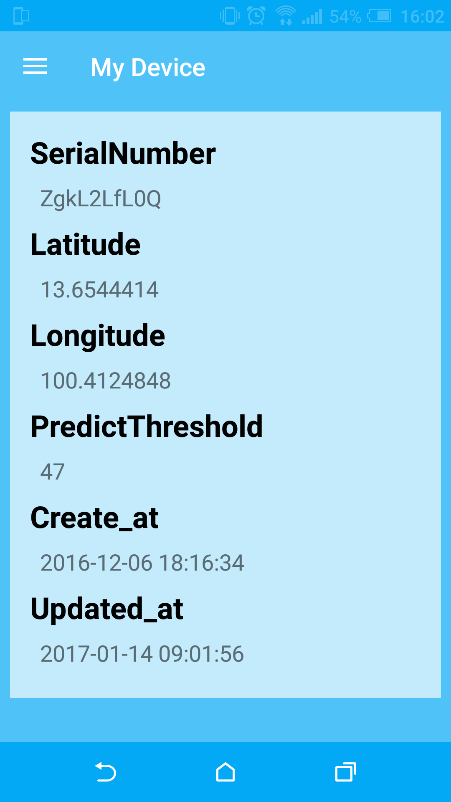 54% 16:02
My Device
SerialNumber
ZgkL2LfL0Q
Latitude
13.6544414
Longitude
100.4124848
PredictThreshold
47
Create_at
2016-12-06 18:16:34
Updated_at
2017-01-14 09:01:56